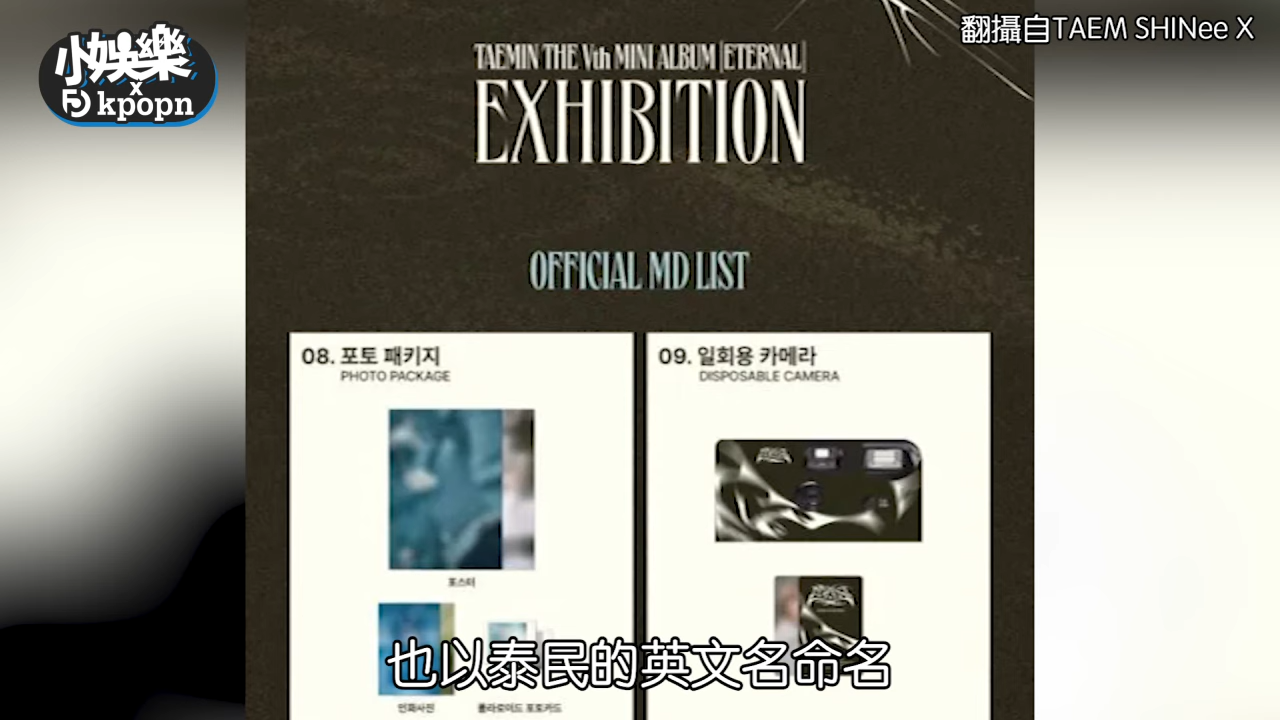 小娛樂
x
kpopn
翻攝自TAEM SHINee X
TAEMIN THE Vth MINI ALBUM [ETERNAL]
EXHIBITION
OFFICIAL MD LIST
08. 포토 패키지
PHOTO PACKAGE
09. 일회용 카메라
DISPOSABLE CAMERA
포스터
인화사진
폴라로이드 포토카드
也以泰民的英文名命名